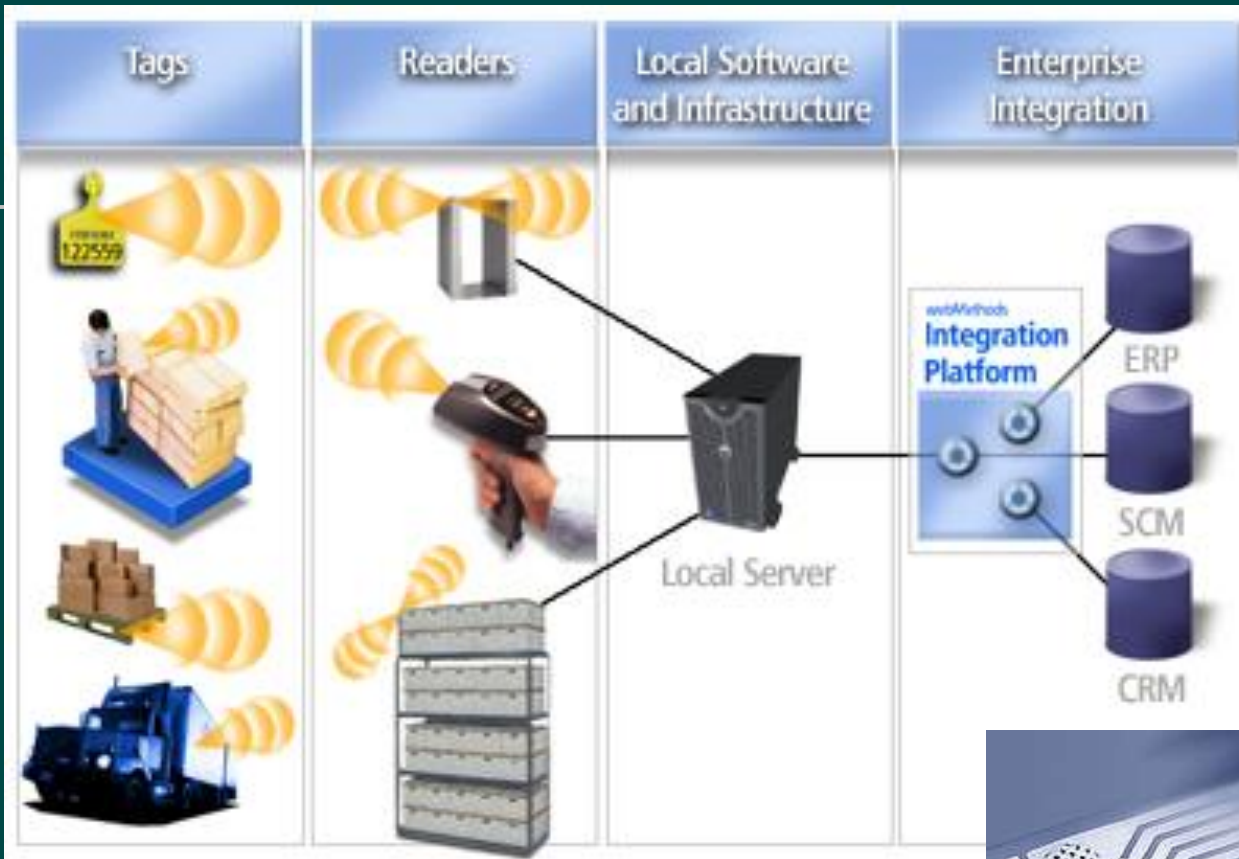 Tags
Readers
Local Software
and Infrastructure
Enterprise
Integration
122559
webMethods
Integration
Platform
ERP
SCM
CRM
Local Server